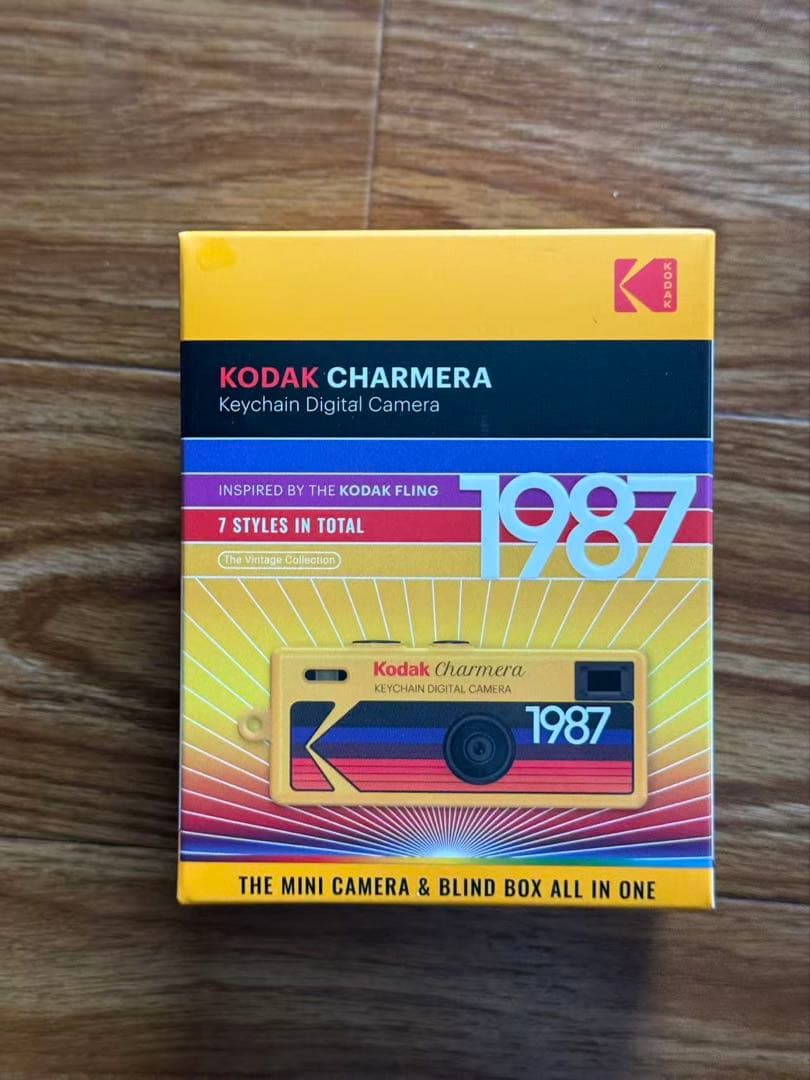 KODAK
KODAK CHARMERA
Keychain Digital Camera
INSPIRED BY THE KODAK FLING
1987
7 STYLES IN TOTAL
The Vintage Collection
Kodak Charmera
KEYCHAIN DIGITAL CAMERA
1987
THE MINI CAMERA & BLIND BOX ALL IN ONE